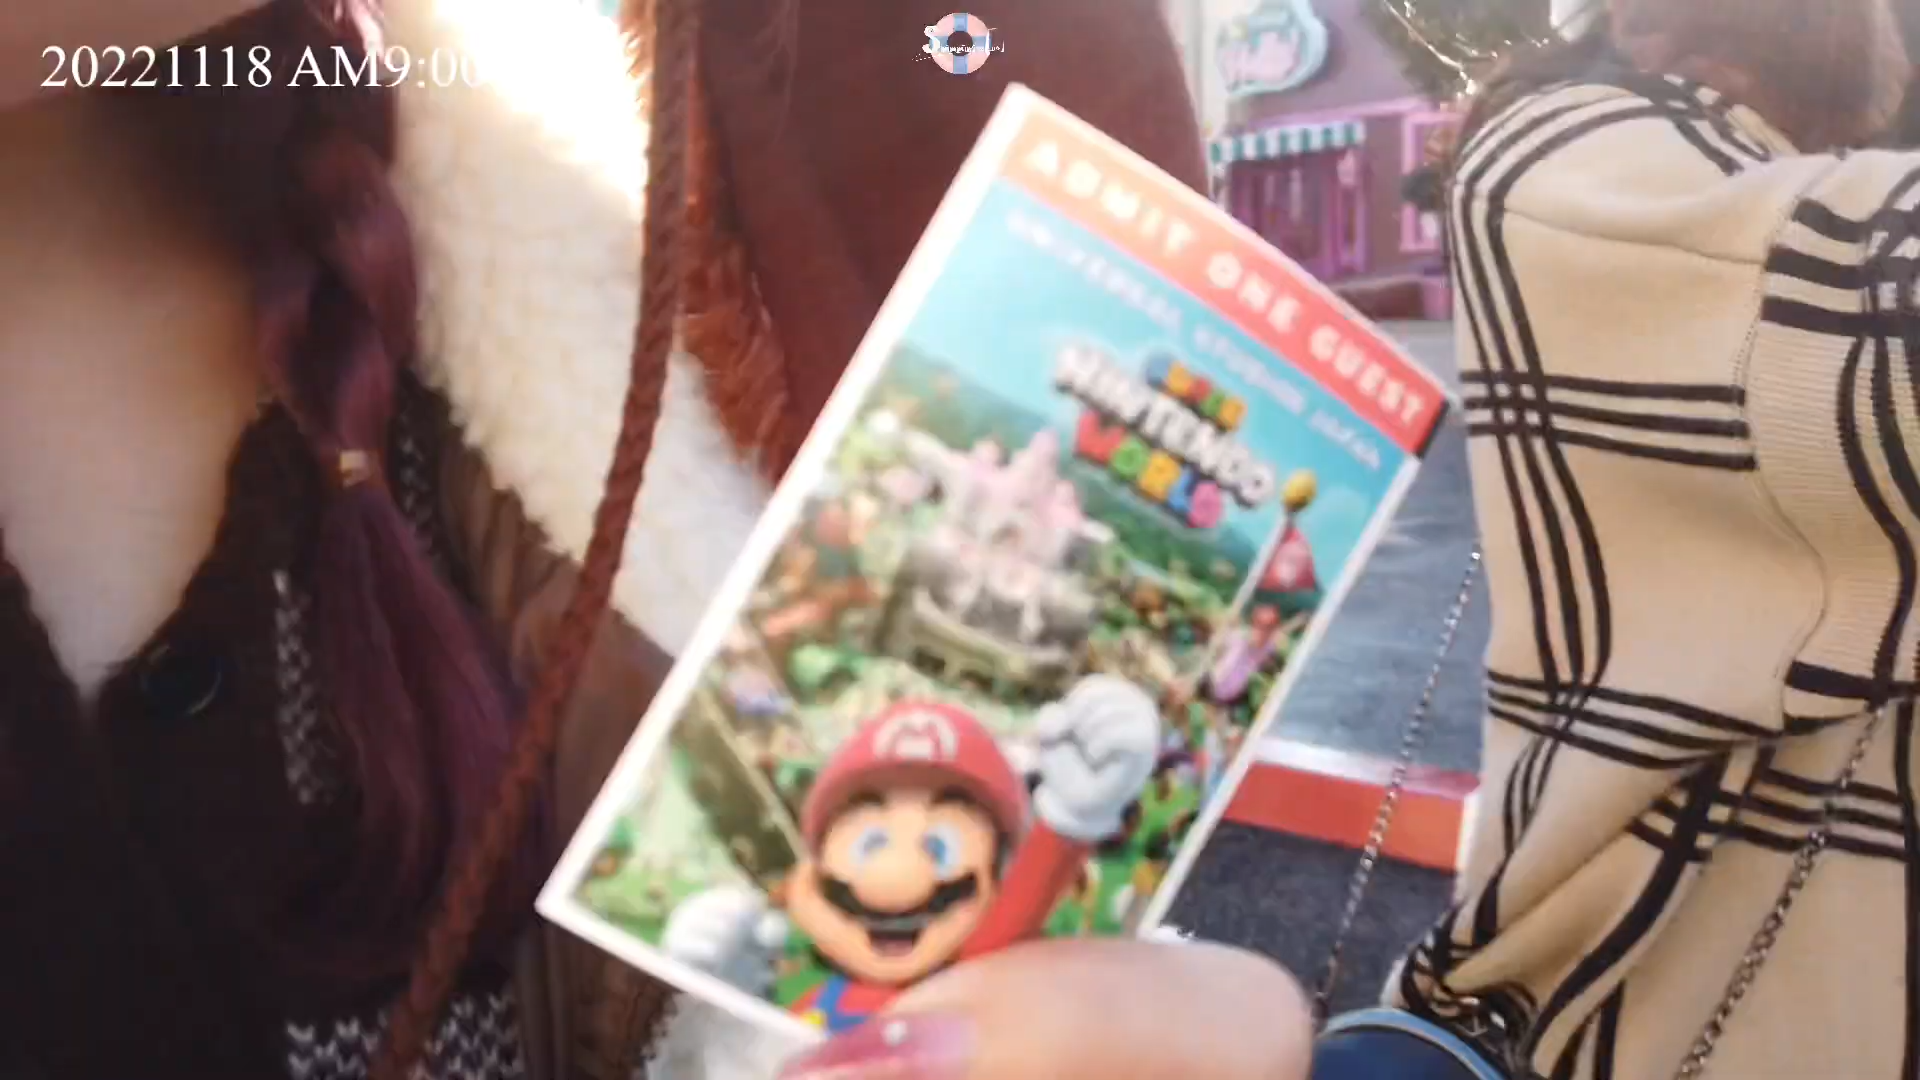 20221118 AM9:00
ADMIT ONE GUEST
UNIVERSAL STUDIOS JAPAN
SUPER
NINTENDO
WORLD
M